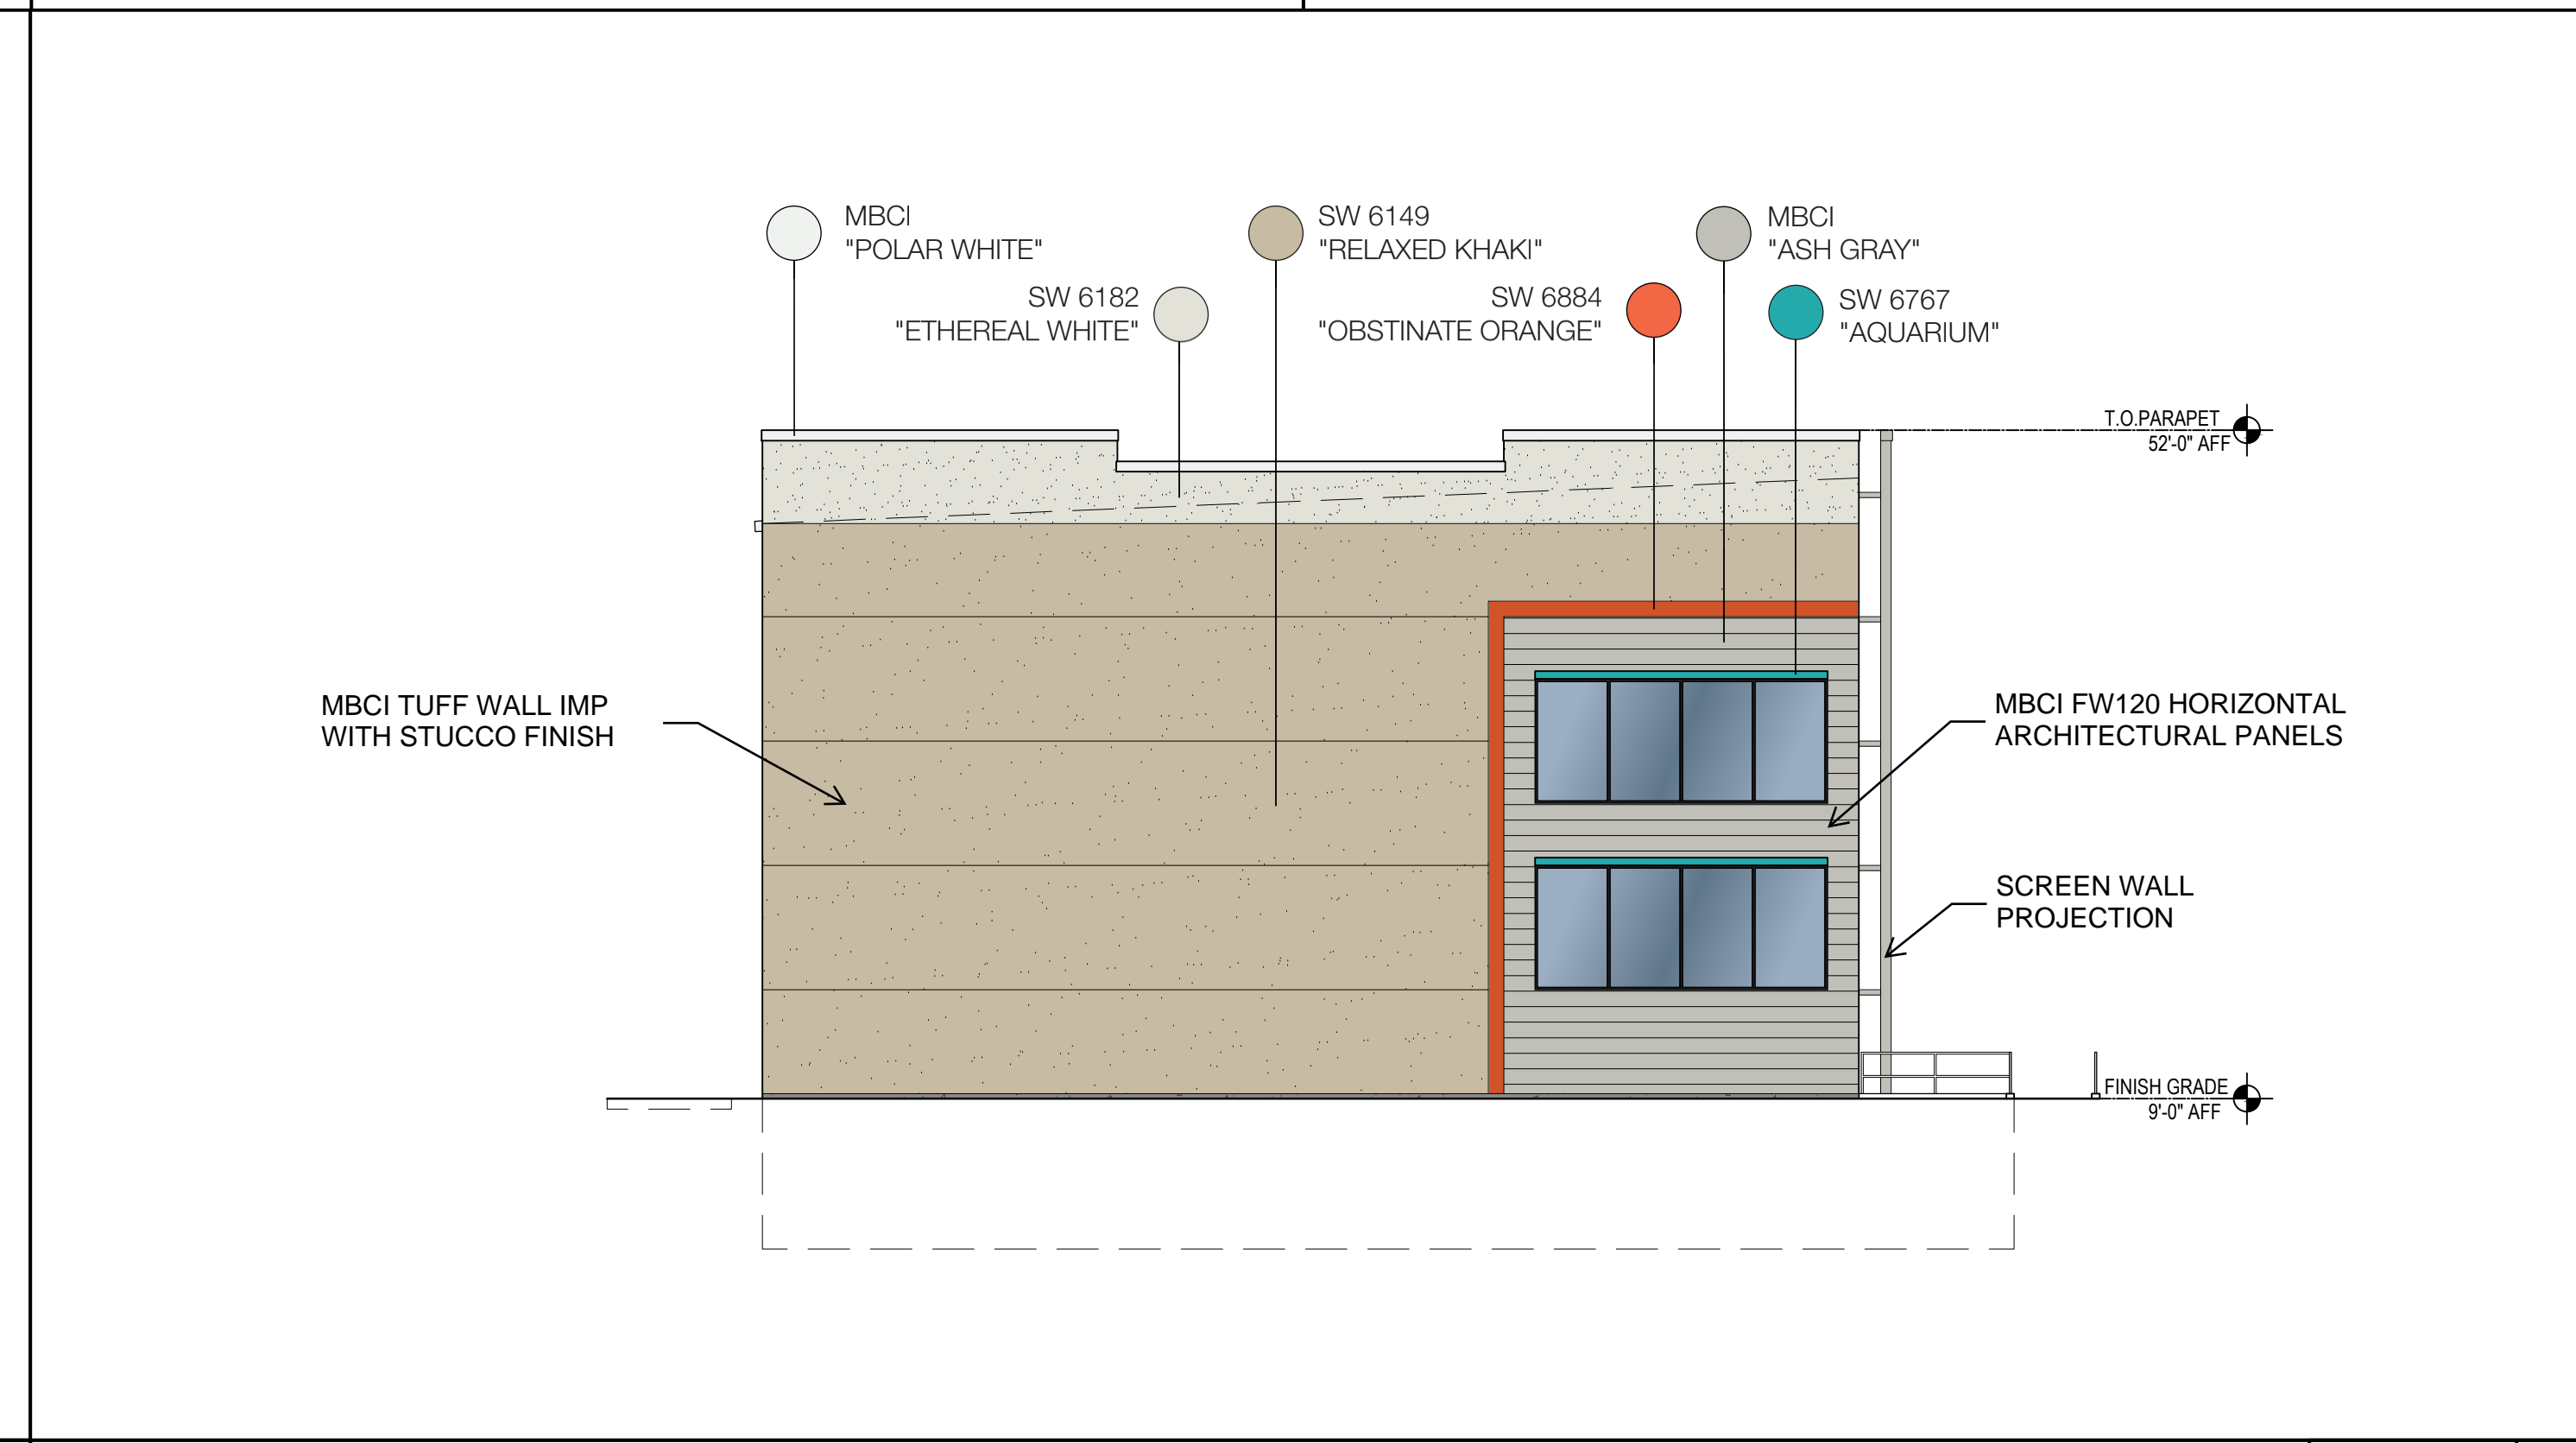 MBCI
"POLAR WHITE"
SW 6149
"RELAXED KHAKI"
MBCI
"ASH GRAY"
SW 6182
"ETHEREAL WHITE"
SW 6884
"OBSTINATE ORANGE"
SW 6767
"AQUARIUM"
T.O.PARAPET
52'-0" AFF
MBCI TUFF WALL IMP
WITH STUCCO FINISH
MBCI FW120 HORIZONTAL
ARCHITECTURAL PANELS
SCREEN WALL
PROJECTION
FINISH GRADE
9'-0" AFF